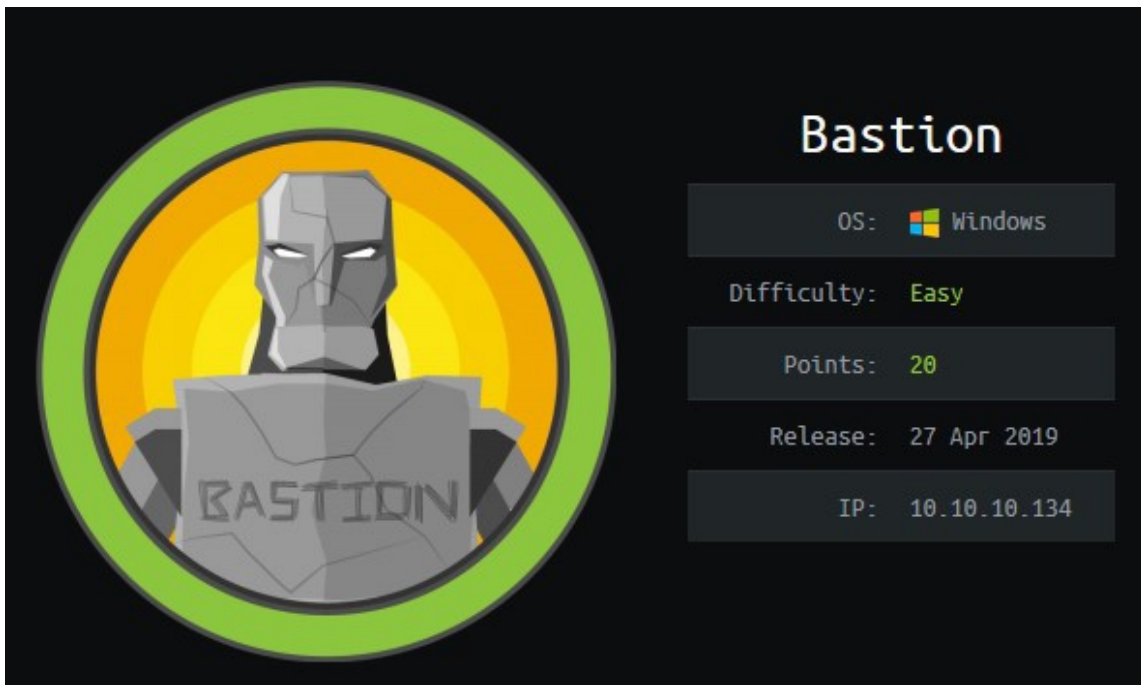 Bastion
OS: Windows
Difficulty: Easy
Points: 20
Release: 27 Apr 2019
IP: 10.10.10.134
BASTION